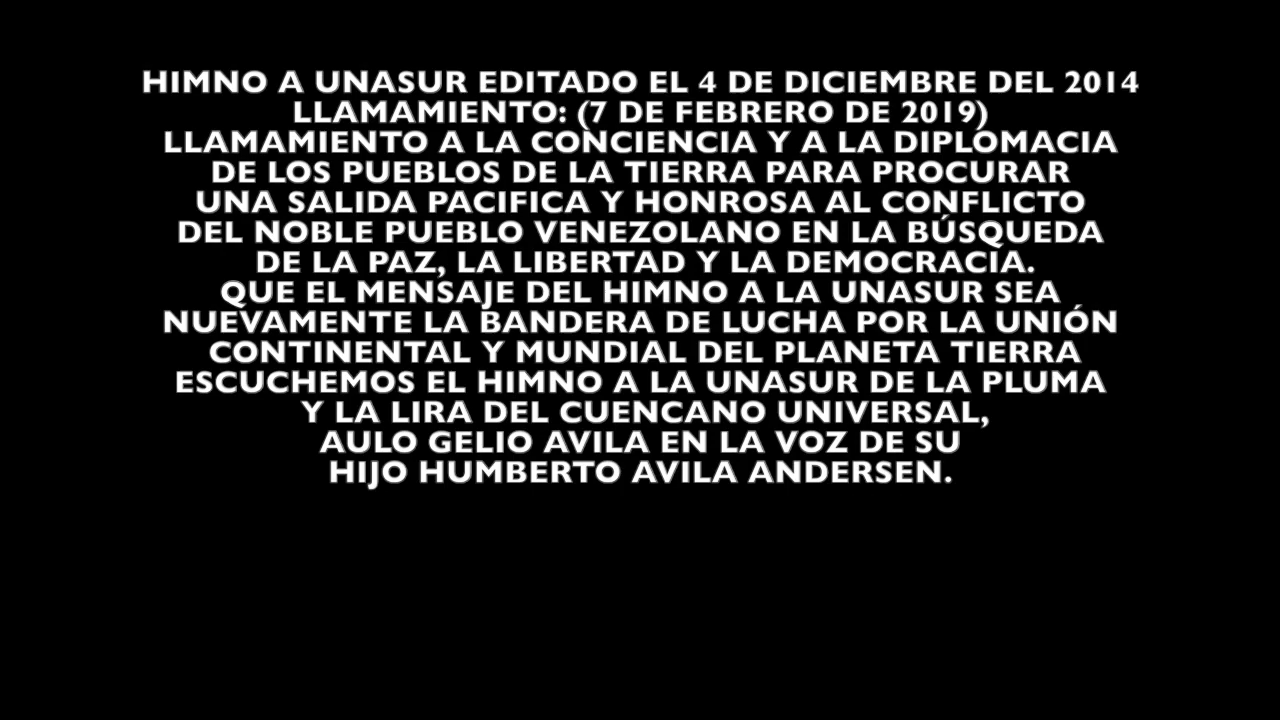 HIMNO A UNASUR EDITADO EL 4 DE DICIEMBRE DEL 2014
LLAMAMIENTO: (7 DE FEBRERO DE 2019)
LLAMAMIENTO A LA CONCIENCIA Y A LA DIPLOMACIA
DE LOS PUEBLOS DE LA TIERRA PARA PROCURAR
UNA SALIDA PACIFICA Y HONROSA AL CONFLICTO
DEL NOBLE PUEBLO VENEZOLANO EN LA BÚSQUEDA
DE LA PAZ, LA LIBERTAD Y LA DEMOCRACIA.
QUE EL MENSAJE DEL HIMNO A LA UNASUR SEA
NUEVAMENTE LA BANDERA DE LUCHA POR LA UNIÓN
CONTINENTAL Y MUNDIAL DEL PLANETA TIERRA
ESCUCHEMOS EL HIMNO A LA UNASUR DE LA PLUMA
Y LA LIRA DEL CUENCANO UNIVERSAL,
AULO GELIO AVILA EN LA VOZ DE SU
HIJO HUMBERTO AVILA ANDERSEN.